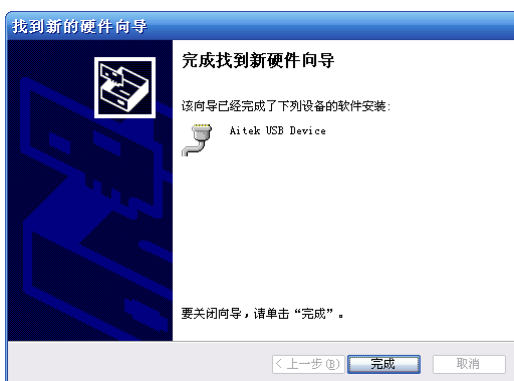 找到新的硬件向导
完成找到新硬件向导
该向导已经完成了下列设备的软件安装:
Aitek USB Device
要关闭向导，请单击“完成”。
< 上一步(B)
完成
取消